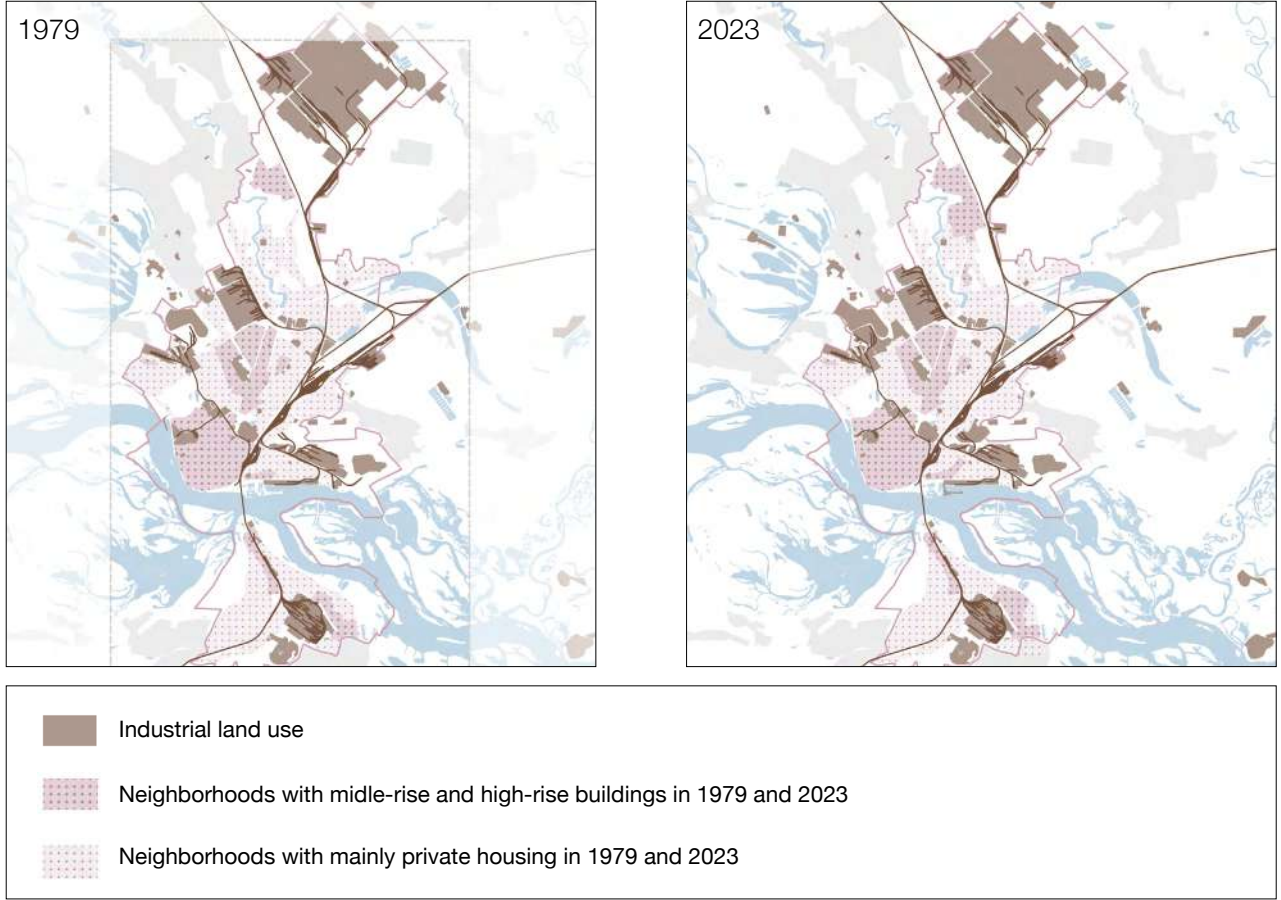 1979
2023
Industrial land use
Neighborhoods with midle-rise and high-rise buildings in 1979 and 2023
Neighborhoods with mainly private housing in 1979 and 2023